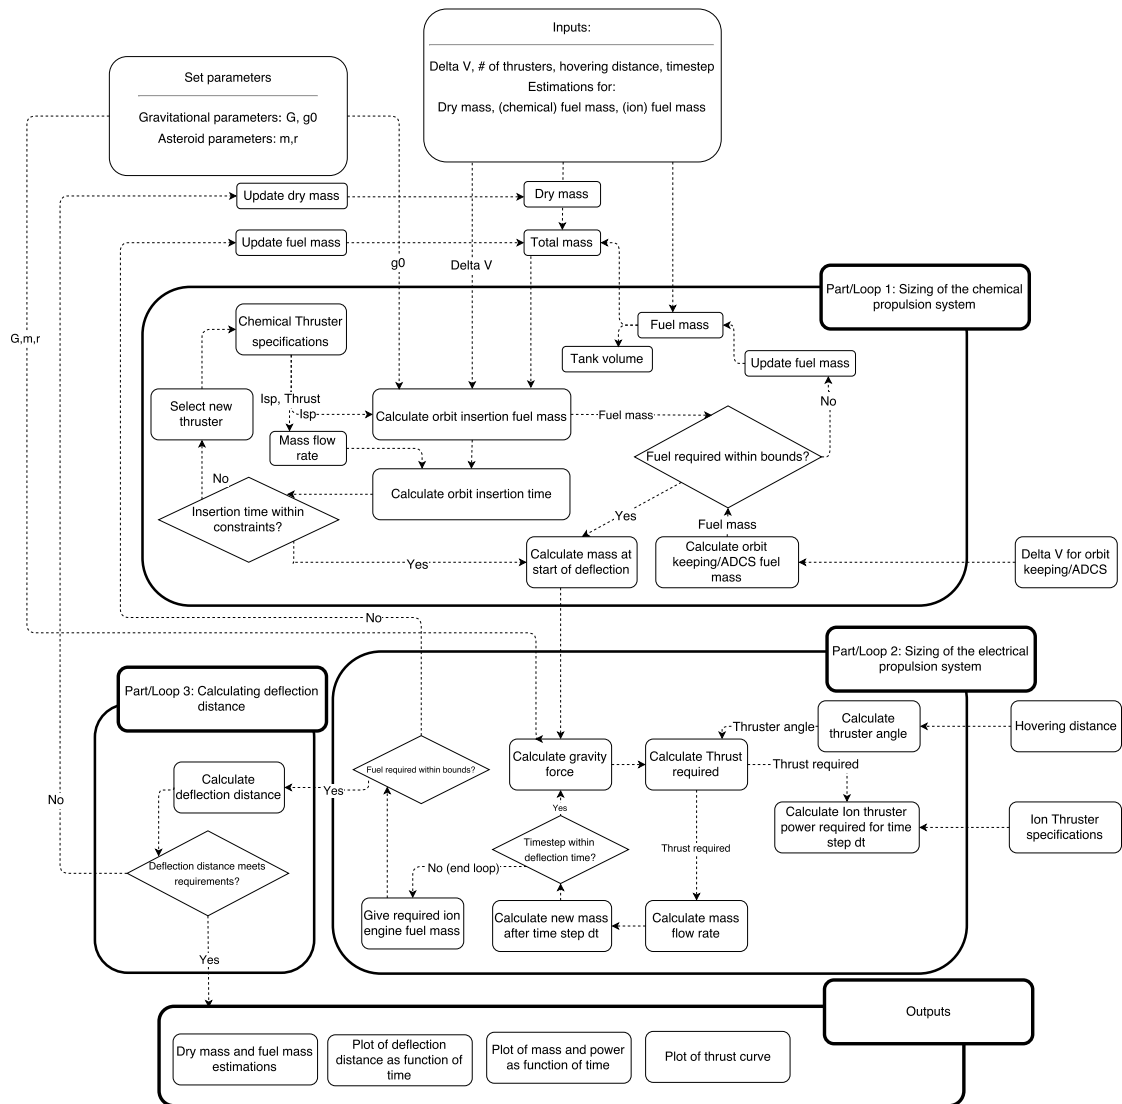 Inputs:
Delta V, # of thrusters, hovering distance, timestep
Estimations for:
Dry mass, (chemical) fuel mass, (ion) fuel mass
Set parameters
Gravitational parameters: G, g0
Asteroid parameters: m,r
Update dry mass
Dry mass
Update fuel mass
Total mass
g0
Delta V
G,m,r
Part/Loop 1: Sizing of the chemical
propulsion system
Chemical Thruster
specifications
Fuel mass
Tank volume
Update fuel mass
Select new
thruster
Isp, Thrust
Isp
Mass flow
rate
Calculate orbit insertion fuel mass
Fuel mass
No
Fuel required within bounds?
Calculate orbit insertion time
No
Insertion time within
constraints?
Yes
Yes
Calculate mass at
start of deflection
Fuel mass
Calculate orbit
keeping/ADCS fuel
mass
Delta V for orbit
keeping/ADCS
No
Part/Loop 2: Sizing of the electrical
propulsion system
Part/Loop 3: Calculating deflection
distance
Thruster angle
Calculate
thruster angle
Hovering distance
Calculate gravity
force
Calculate Thrust
required
Thrust required
Fuel required within bounds?
Yes
Calculate
deflection distance
No
Calculate Ion thruster
power required for time
step dt
Ion Thruster
specifications
Yes
Timestep within
deflection time?
Thrust required
No (end loop)
Deflection distance meets
requirements?
Give required ion
engine fuel mass
Calculate new mass
after time step dt
Calculate mass
flow rate
Yes
Outputs
Dry mass and fuel mass
estimations
Plot of deflection
distance as function of
time
Plot of mass and power
as function of time
Plot of thrust curve